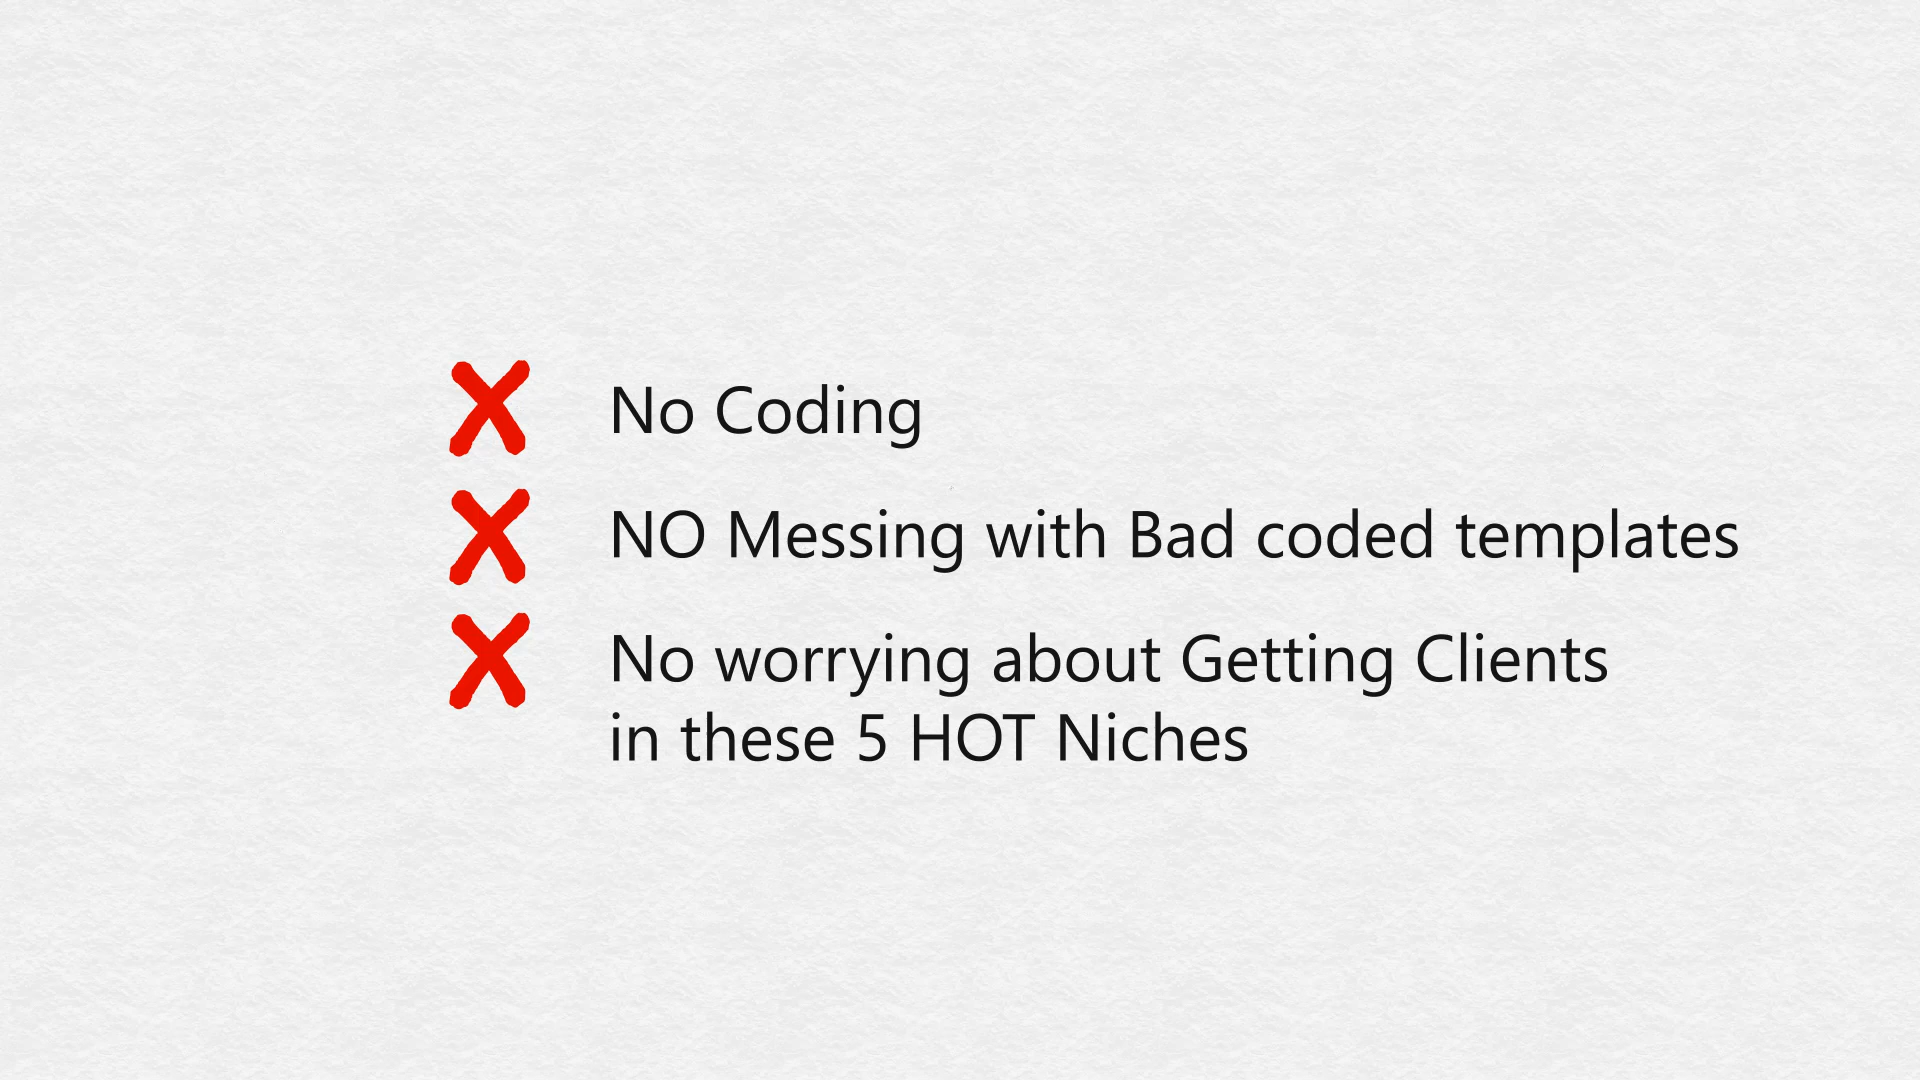 No Coding
NO Messing with Bad coded templates
No worrying about Getting Clients
in these 5 HOT Niches